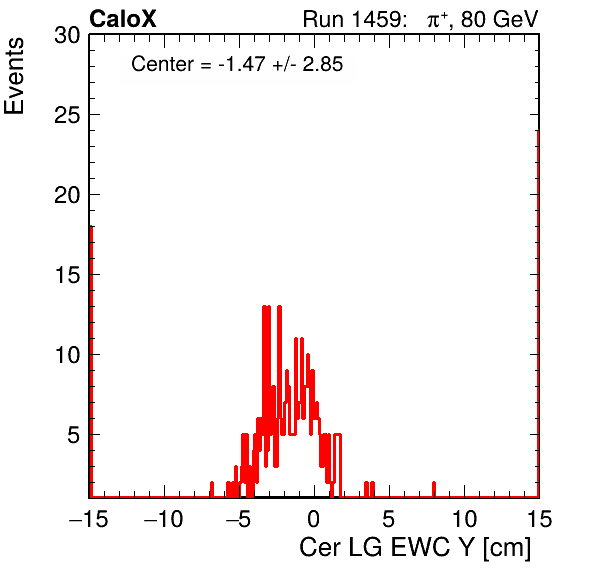 CaloX
Run 1459: π⁺, 80 GeV
Events
Center = -1.47 +/- 2.85
30
25
20
15
10
5
−15 −10 −5 0 5 10 15
Cer LG EWC Y [cm]